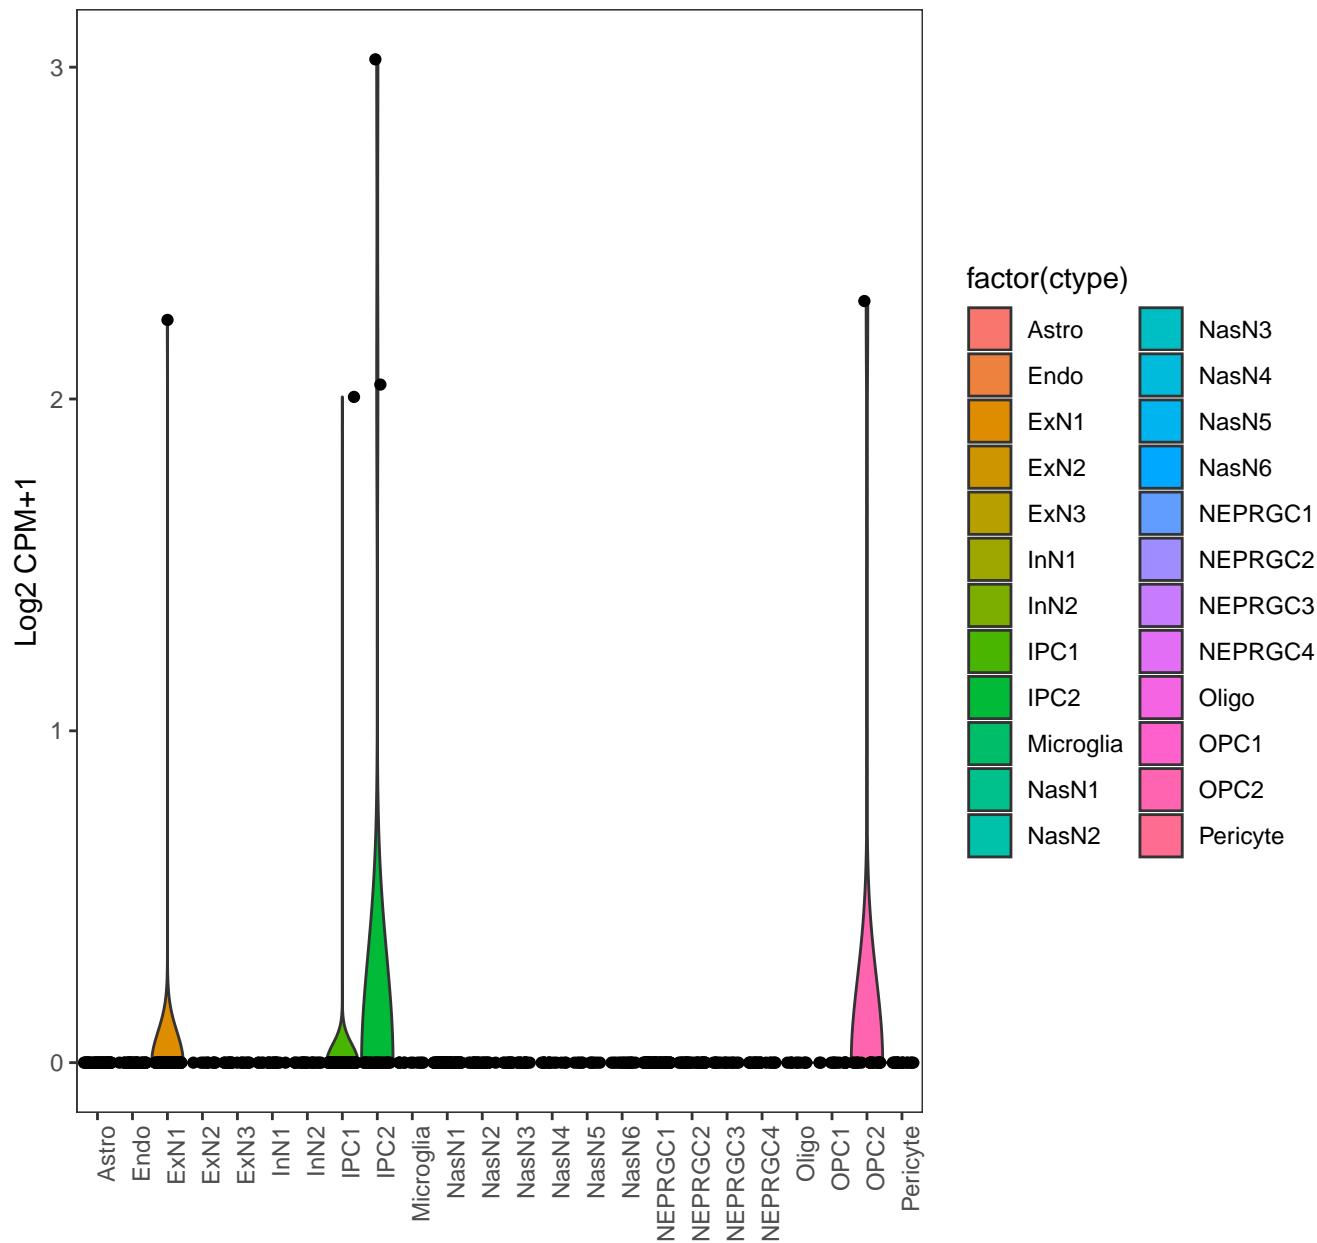 3
2
1
0
Log2 CPM+1
Astro
Endo
ExN1
ExN2
ExN3
InN1
InN2
IPC1
IPC2
Microglia
NasN1
NasN2
NasN3
NasN4
NasN5
NasN6
NEPRGC1
NEPRGC2
NEPRGC3
NEPRGC4
Oligo
OPC1
OPC2
Pericyte
factor(ctype)
Astro
Endo
ExN1
ExN2
ExN3
InN1
InN2
IPC1
IPC2
Microglia
NasN1
NasN2
NasN3
NasN4
NasN5
NasN6
NEPRGC1
NEPRGC2
NEPRGC3
NEPRGC4
Oligo
OPC1
OPC2
Pericyte